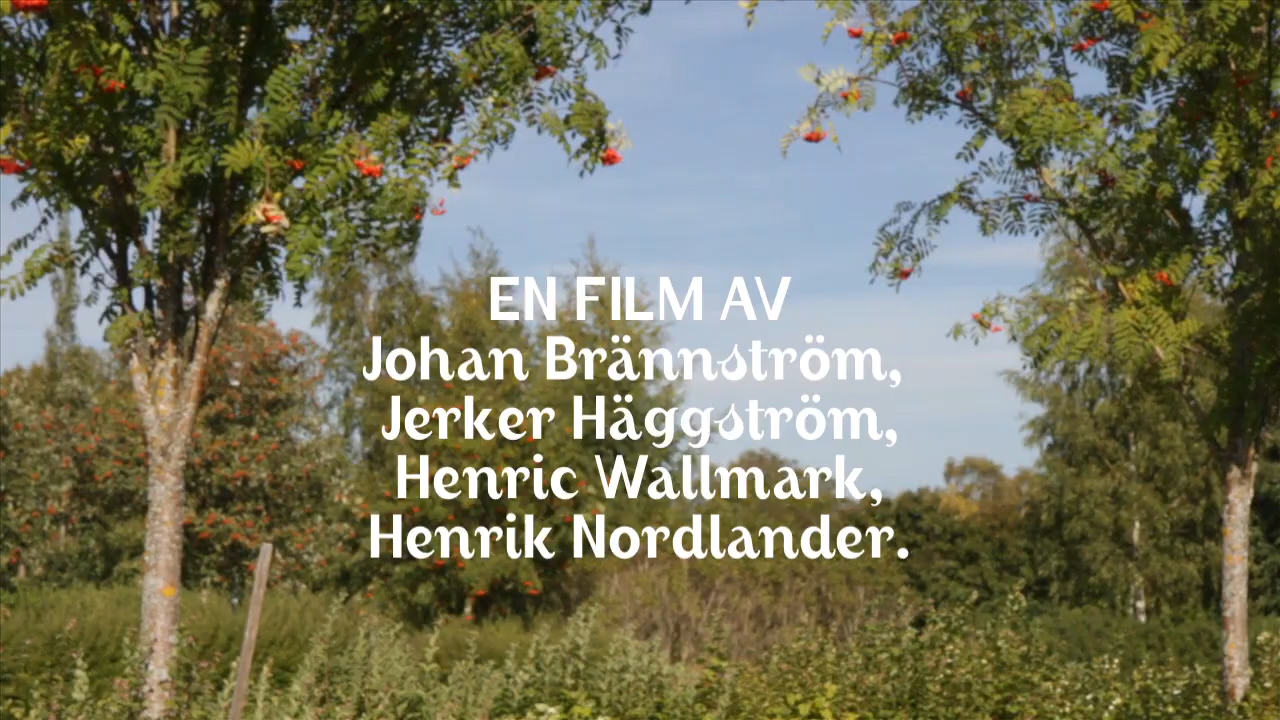 EN FILM AV
Johan Brännström,
Jerker Häggström,
Henric Wallmark,
Henrik Nordlander.